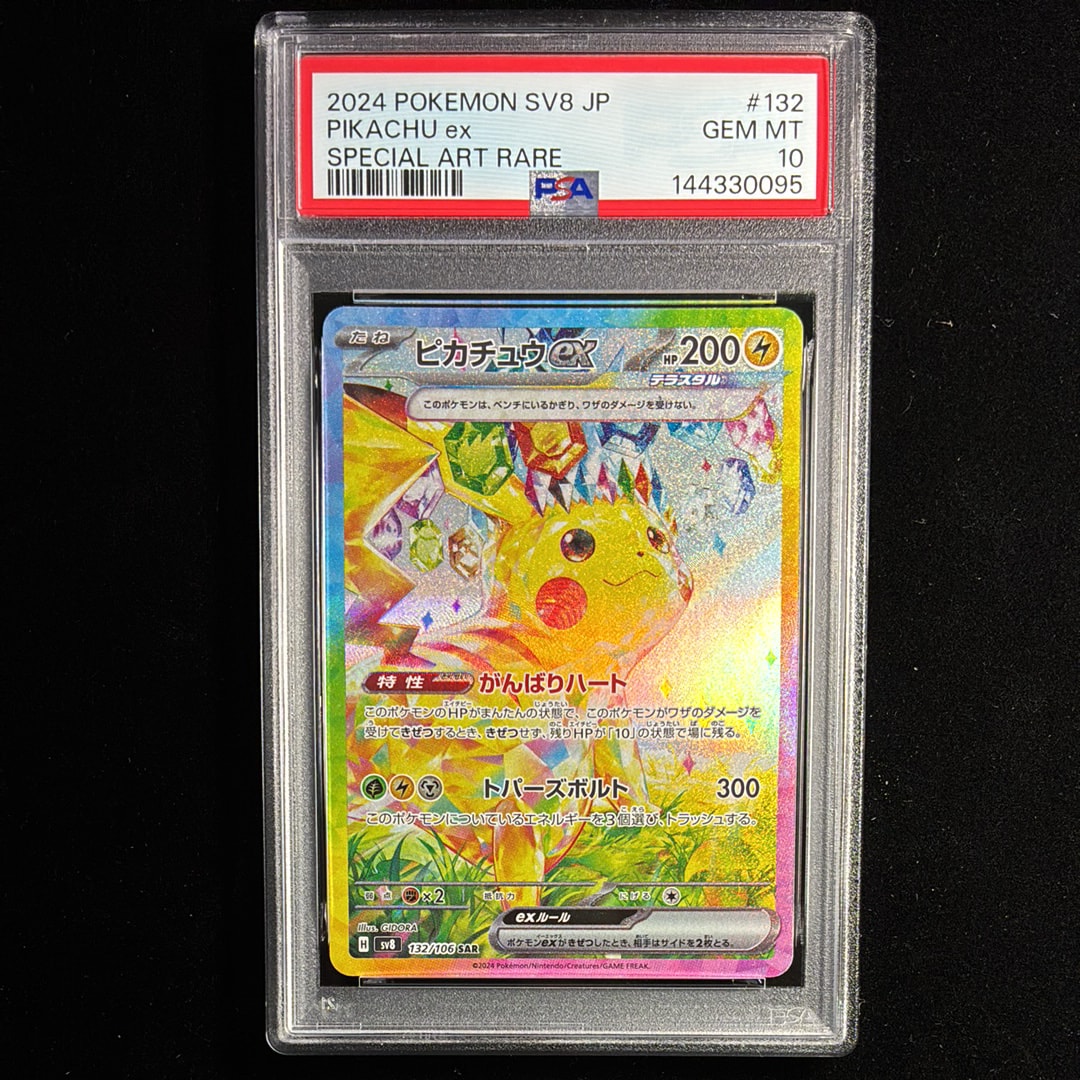 2024 POKEMON SV8 JP #132
PIKACHU ex GEM MT
SPECIAL ART RARE 10
PSA 144330095
たね ピカチュウex HP200
テラスタル
このポケモンは、ベンチにいるかぎり、ワザのダメージを受けない。
特性 がんばりハート
このポケモンのHPがまんたんの状態で、このポケモンがワザのダメージを
受けてきぜつするとき、きぜつせず、残りHPが「10」の状態で場に残る。
トパーズボルト 300
このポケモンについているエネルギーを3個選び、トラッシュする。
弱点 ×2 抵抗力 にげる
exルール
ポケモンexがきぜつしたとき、相手はサイドを2枚とる。
Illus. GIDORA
H sv8 132/106 SAR
©2024 Pokémon/Nintendo/Creatures/GAME FREAK.